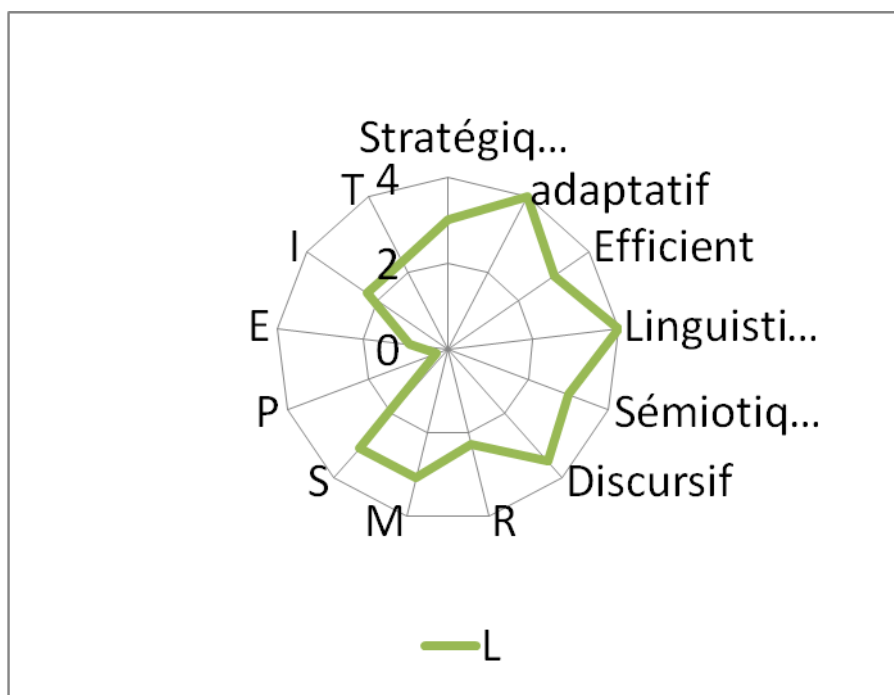 Stratégiq...
4
T
adaptatif
I
2
Efficient
E
0
Linguisti...
P
Sémiotiq...
S
Discursif
M
R
L